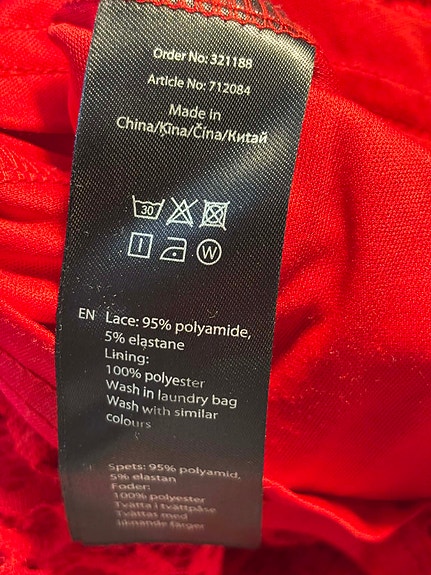 Order No: 321188
Article No: 712084
Made in
China/Ķīna/Čína/Китай
30
W
EN Lace: 95% polyamide,
5% elastane
Lining:
100% polyester
Wash in laundry bag
Wash with similar
colours
Spets: 95% polyamid,
5% elastan
Foder:
100% polyester
Tvätta i tvättpåse
Tvättas med
liknande färger